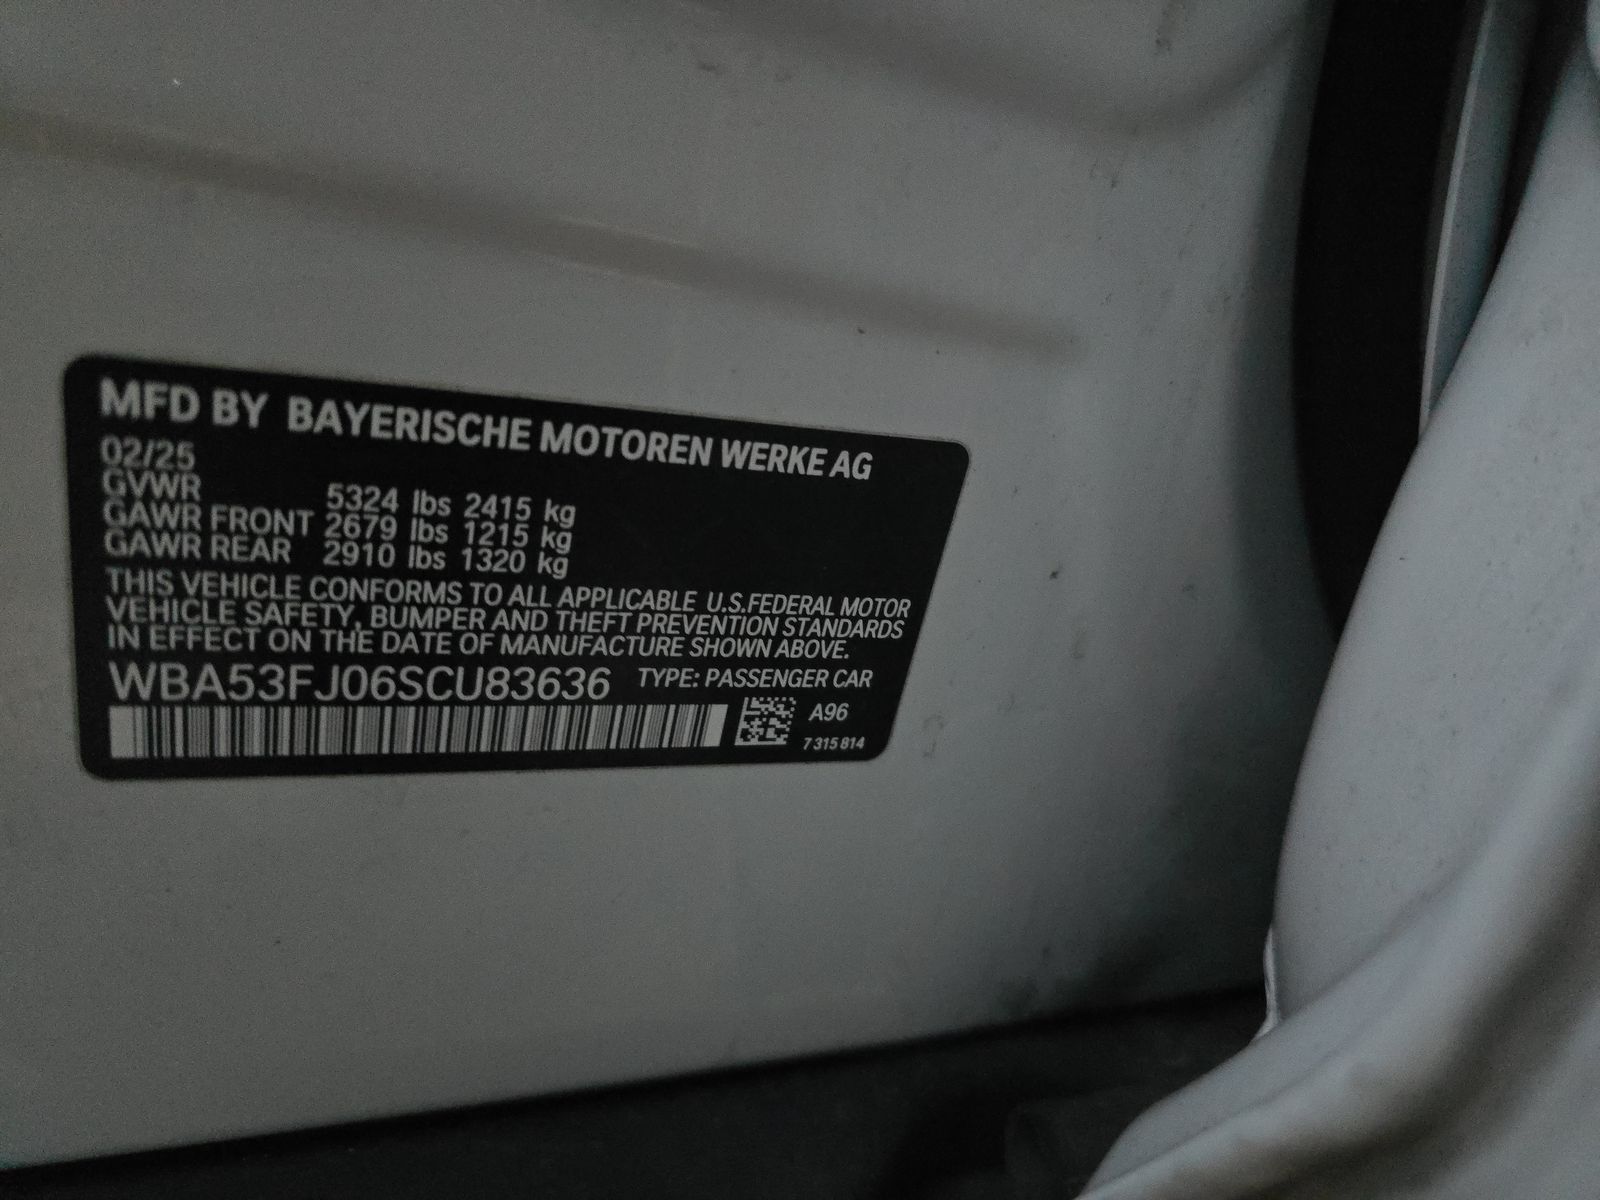 MFD BY BAYERISCHE MOTOREN WERKE AG
02/25
GVWR 5324 lbs 2415 kg
GAWR FRONT 2679 lbs 1215 kg
GAWR REAR 2910 lbs 1320 kg
THIS VEHICLE CONFORMS TO ALL APPLICABLE U.S.FEDERAL MOTOR
VEHICLE SAFETY, BUMPER AND THEFT PREVENTION STANDARDS
IN EFFECT ON THE DATE OF MANUFACTURE SHOWN ABOVE.
WBA53FJ06SCU83636 TYPE: PASSENGER CAR
A96
7 315 814